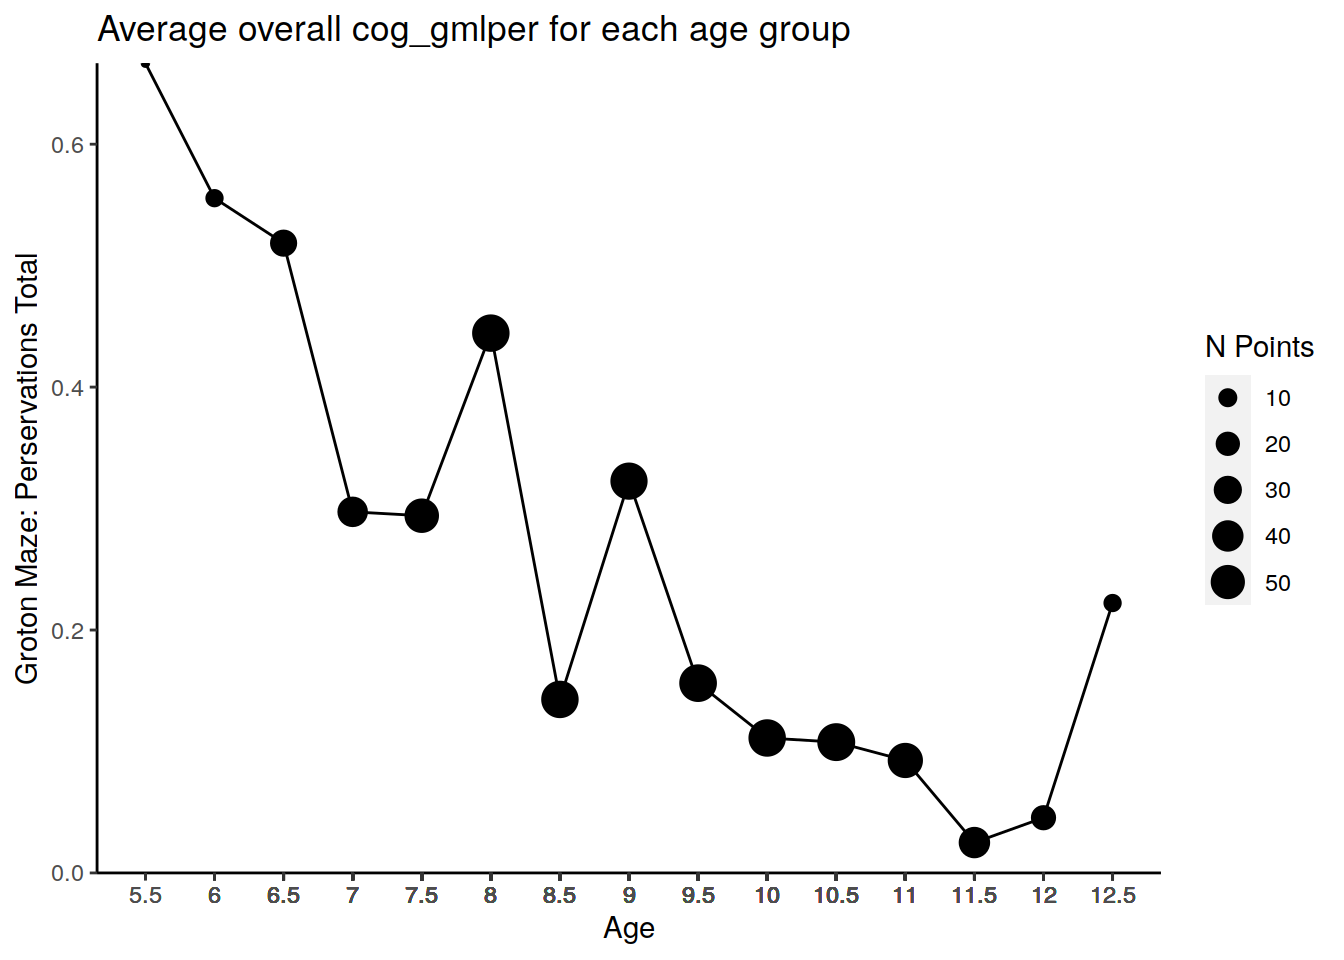 Average overall cog_gmlper for each age group
Groton Maze: Perservations Total
0.6
0.4
0.2
0.0
5.5 6 6.5 7 7.5 8 8.5 9 9.5 10 10.5 11 11.5 12 12.5
Age
N Points
10
20
30
40
50